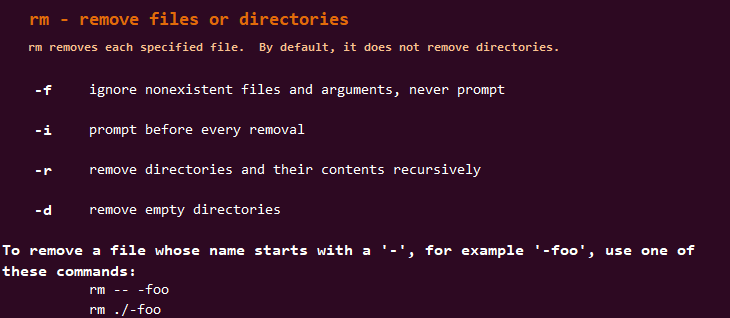 rm - remove files or directories
rm removes each specified file.  By default, it does not remove directories.
-f ignore nonexistent files and arguments, never prompt
-i prompt before every removal
-r remove directories and their contents recursively
-d remove empty directories
To remove a file whose name starts with a '-', for example '-foo', use one of
these commands:
rm -- -foo
rm ./-foo